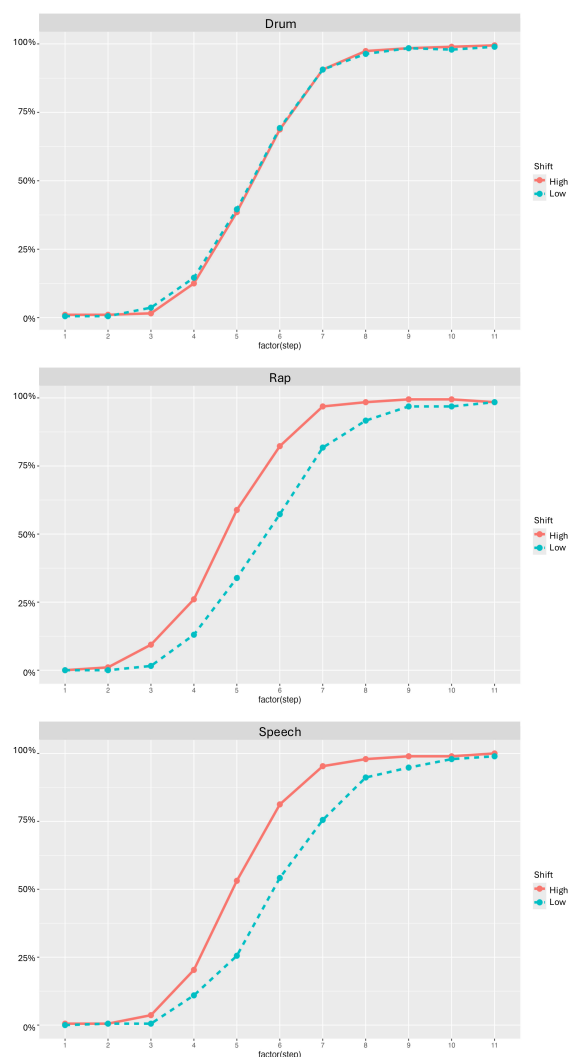 Drum
100%
75%
50%
25%
0%
1 2 3 4 5 6 7 8 9 10 11
factor(step)
Shift
High
Low
Rap
100%
75%
50%
25%
0%
1 2 3 4 5 6 7 8 9 10 11
factor(step)
Shift
High
Low
Speech
100%
75%
50%
25%
0%
1 2 3 4 5 6 7 8 9 10 11
factor(step)
Shift
High
Low